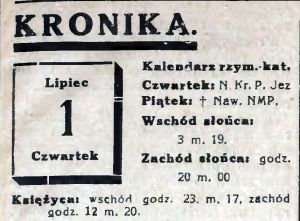 KRONIKA.
Lipiec
1
Czwartek
Kalendarz rzym.-kat.
Czwartek: N. Kr. P. Jez
Piątek: † Naw. NMP.
Wschód słońca:
3 m. 19.
Zachód słońca: godz.
20 m. 00
Księżyca: wschód godz. 23. m. 17, zachód
godz. 12 m. 20.